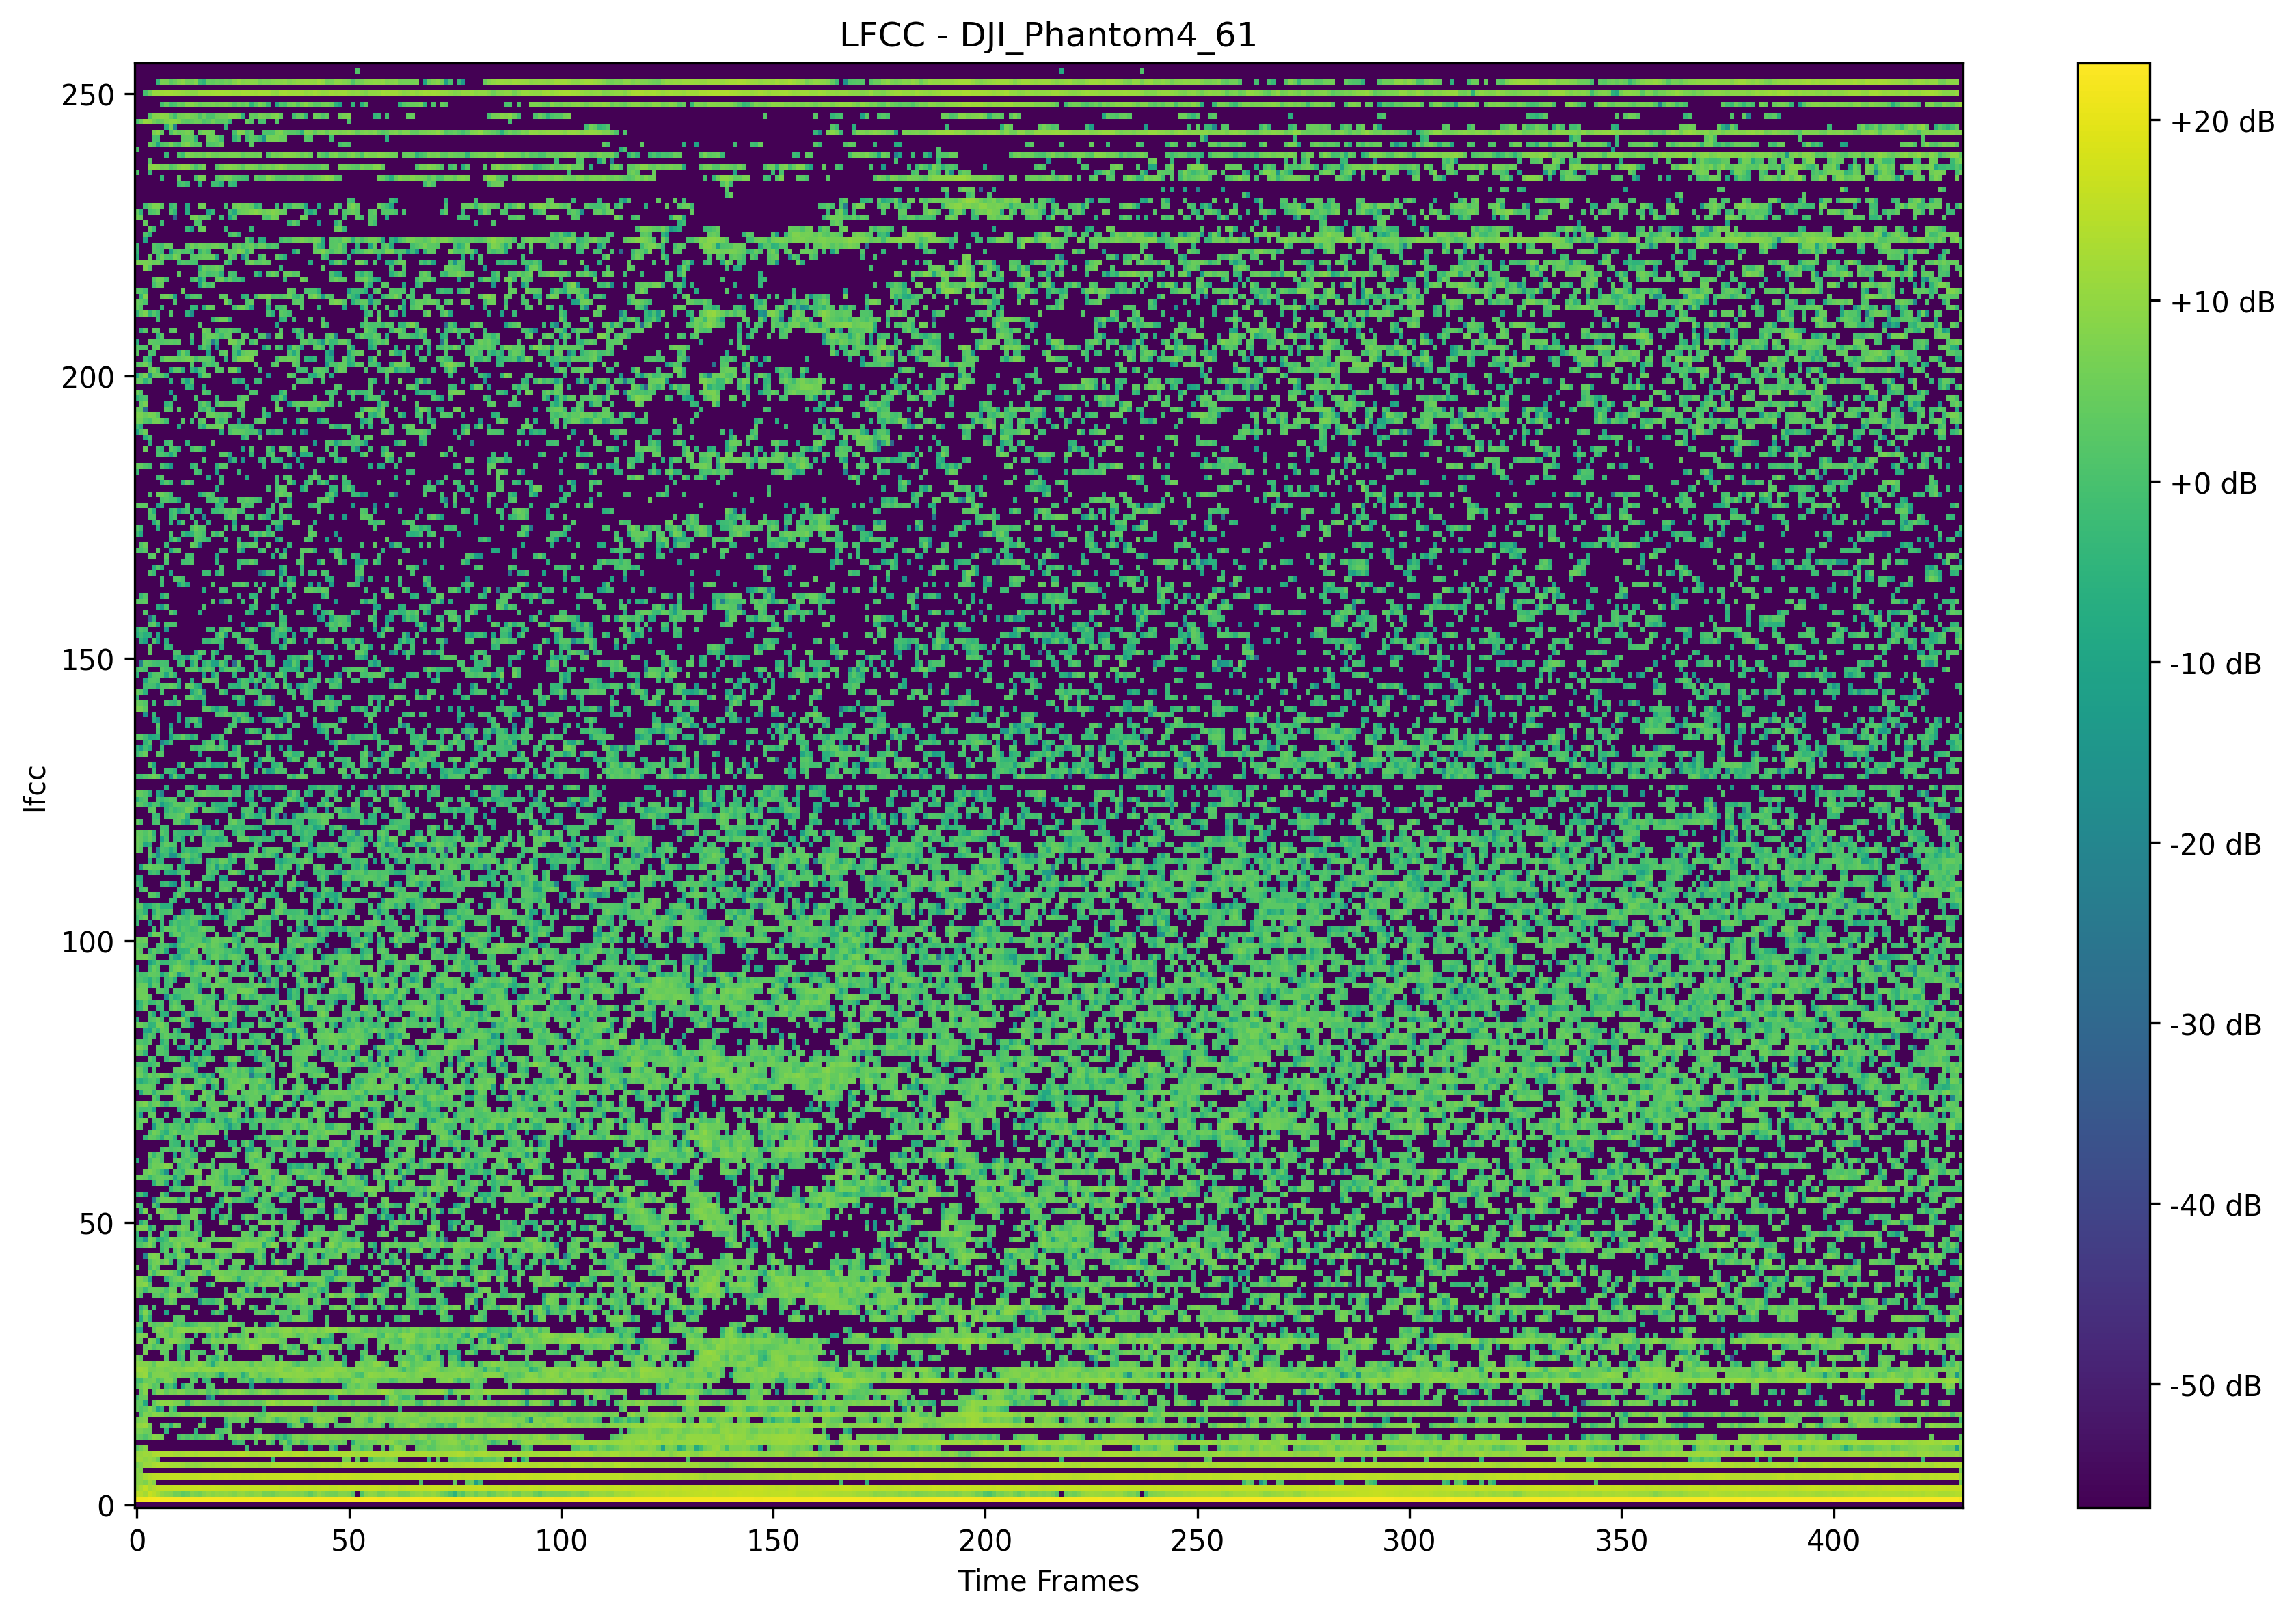 LFCC - DJI_Phantom4_61
250
200
150
100
50
0
lfcc
0 50 100 150 200 250 300 350 400
Time Frames
+20 dB
+10 dB
+0 dB
-10 dB
-20 dB
-30 dB
-40 dB
-50 dB